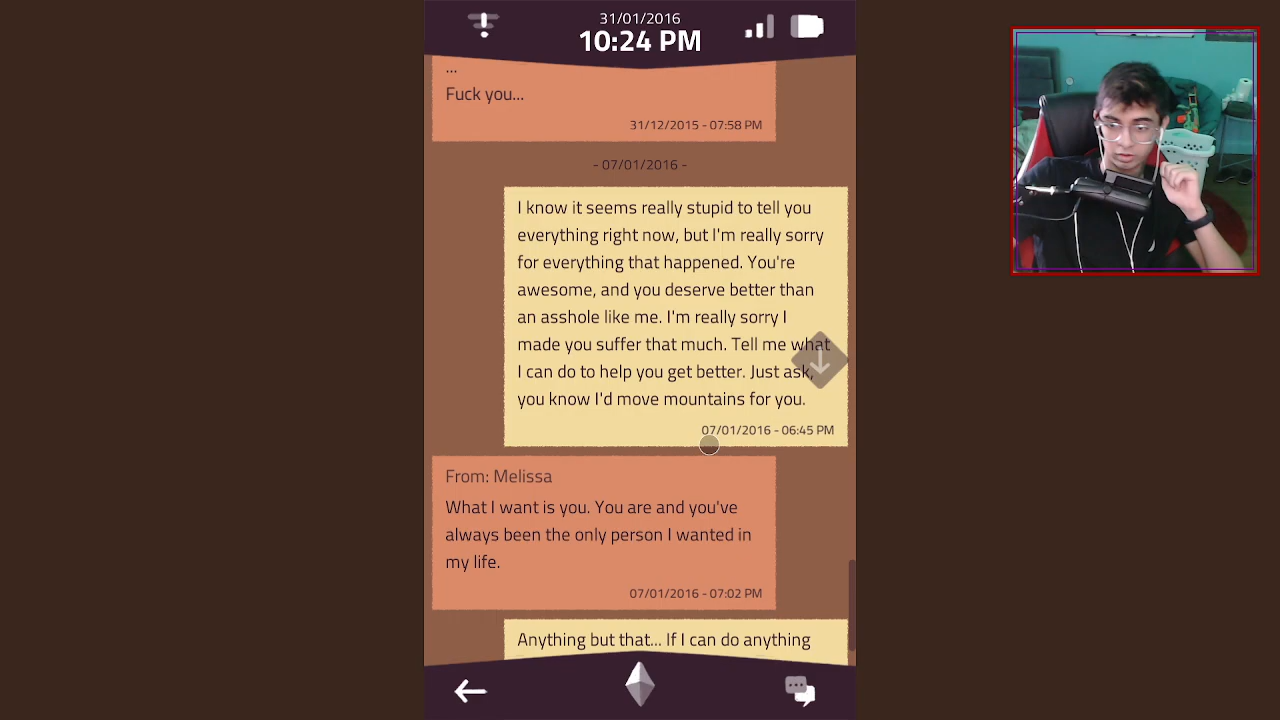 31/01/2016
10:24 PM
...
Fuck you...
31/12/2015 - 07:58 PM
- 07/01/2016 -
I know it seems really stupid to tell you
everything right now, but I'm really sorry
for everything that happened. You're
awesome, and you deserve better than
an asshole like me. I'm really sorry I
made you suffer that much. Tell me what
I can do to help you get better. Just ask,
you know I'd move mountains for you.
07/01/2016 - 06:45 PM
From: Melissa
What I want is you. You are and you've
always been the only person I wanted in
my life.
07/01/2016 - 07:02 PM
Anything but that... If I can do anything